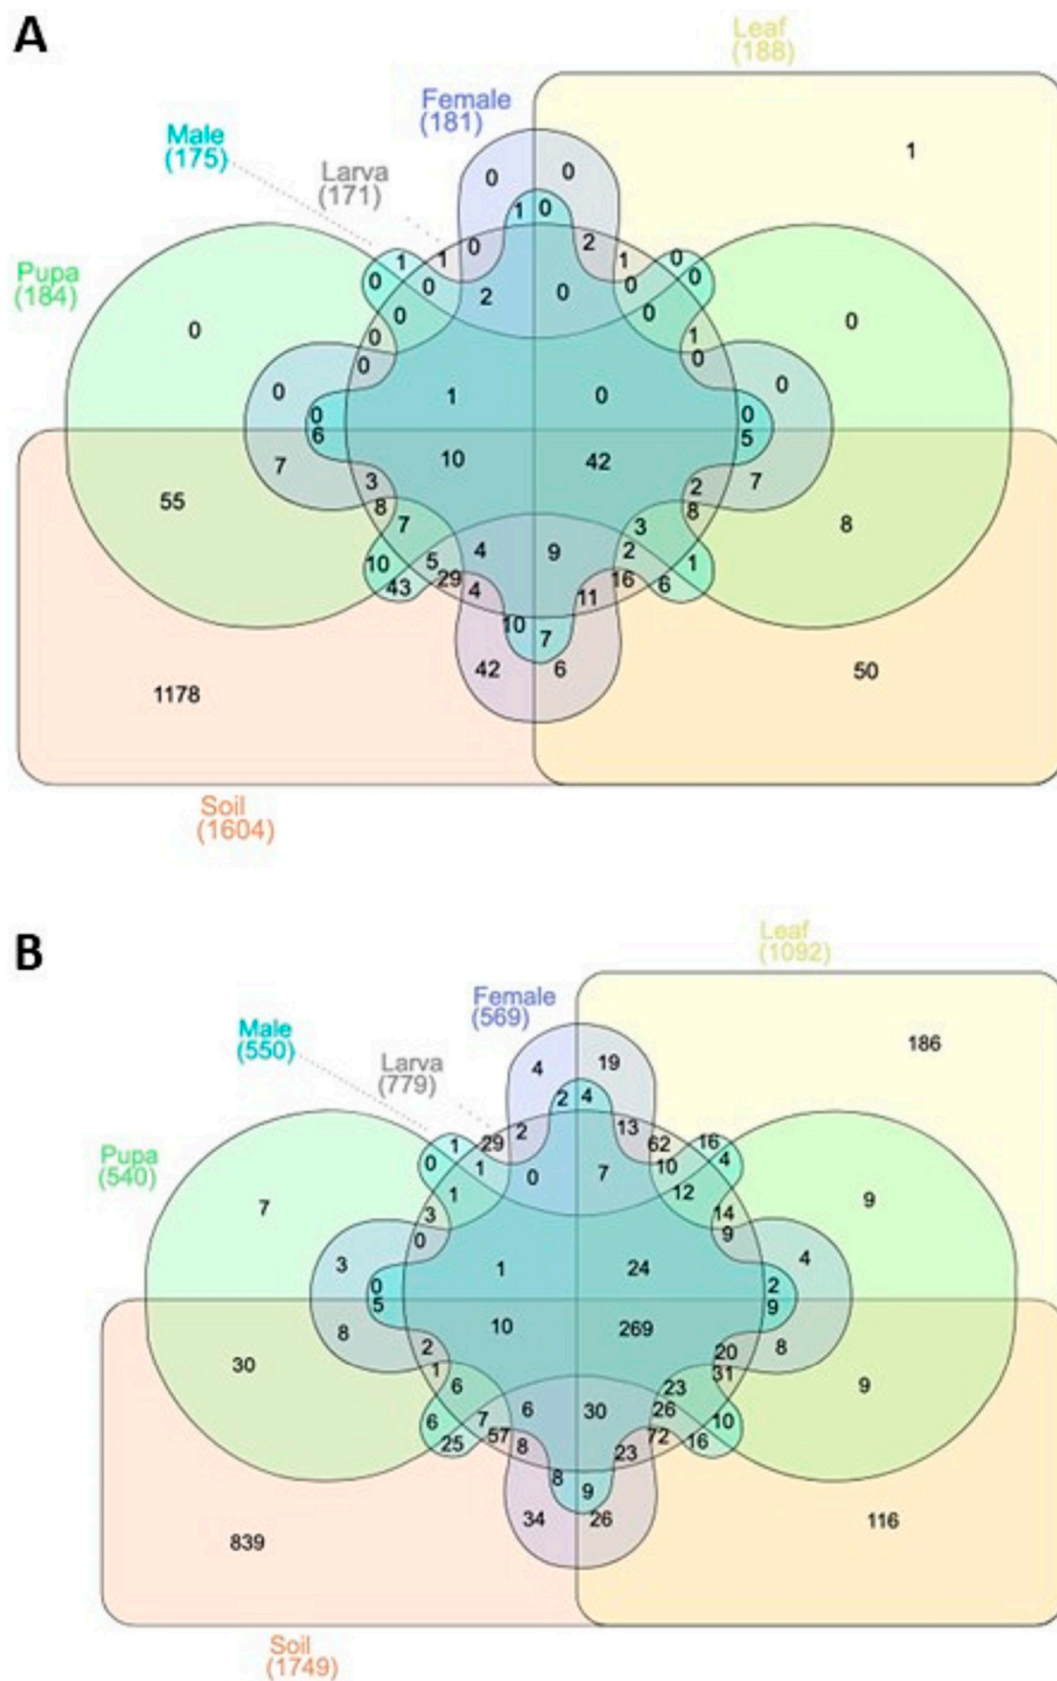 A
Leaf
(188)
Female
(181)
Male
(175)
Larva
(171)
Pupa
(184)
1
0 0
1 0
0 2
1 1 1 0
0 0 0 0
2 0
0 0
0 1
0 0
0 0
0 0
0 0
1 0
0 0
6 5
10 42
7 3 2 7
55 8 8 8
7 3
4 9
5 2
10 1
29 16
43 4 11 6
10 7
42 6
1178 50
Soil
(1604)
B
Leaf
(1092)
Female
(569)
Male
(550)
Larva
(779)
Pupa
(540)
186
4 19
2 4
2 13
1 29 62 16
0 1 10 4
0 7
1 12
7 9
3 14
0 9
3 4
1 24
0 2
5 9
10 269
8 2 20 8
30 1 31 9
6 23
6 30
7 26
6 10
25 57 8 23 72 16
8 9
34 26
839 116
Soil
(1749)